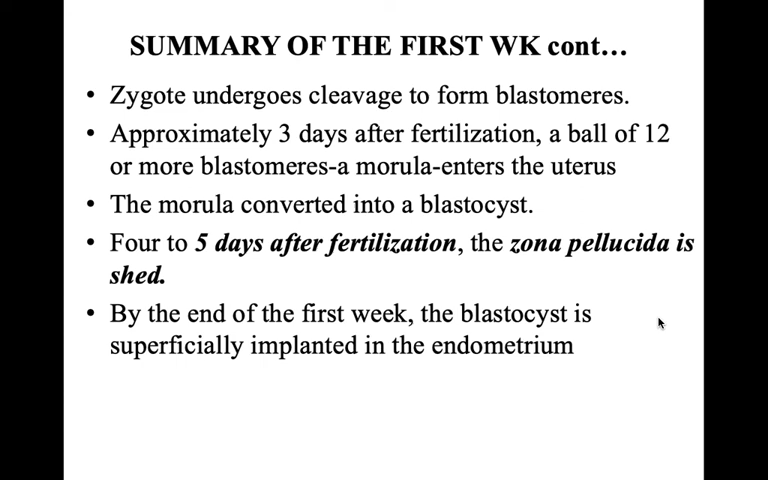 SUMMARY OF THE FIRST WK cont…
• Zygote undergoes cleavage to form blastomeres.
• Approximately 3 days after fertilization, a ball of 12
or more blastomeres-a morula-enters the uterus
• The morula converted into a blastocyst.
• Four to 5 days after fertilization, the zona pellucida is
shed.
• By the end of the first week, the blastocyst is
superficially implanted in the endometrium